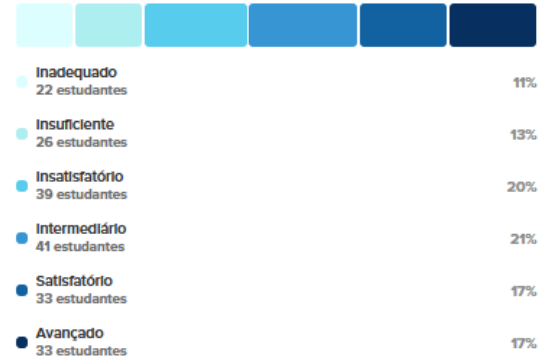 Inadequado
22 estudantes
11%
Insuficiente
26 estudantes
13%
Insatisfatório
39 estudantes
20%
Intermediário
41 estudantes
21%
Satisfatório
33 estudantes
17%
Avançado
33 estudantes
17%